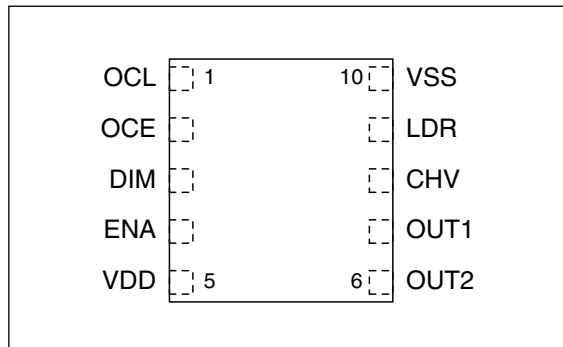 OCL 1 10 VSS
OCE LDR
DIM CHV
ENA OUT1
VDD 5 6 OUT2